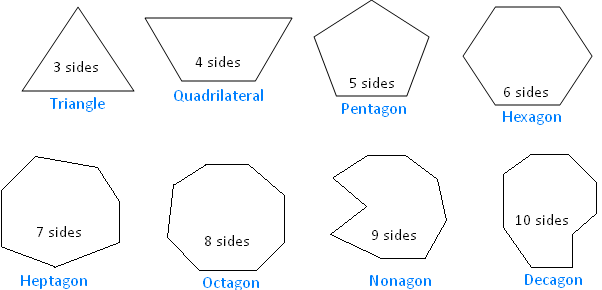 3 sides
Triangle
4 sides
Quadrilateral
5 sides
Pentagon
6 sides
Hexagon
7 sides
Heptagon
8 sides
Octagon
9 sides
Nonagon
10 sides
Decagon